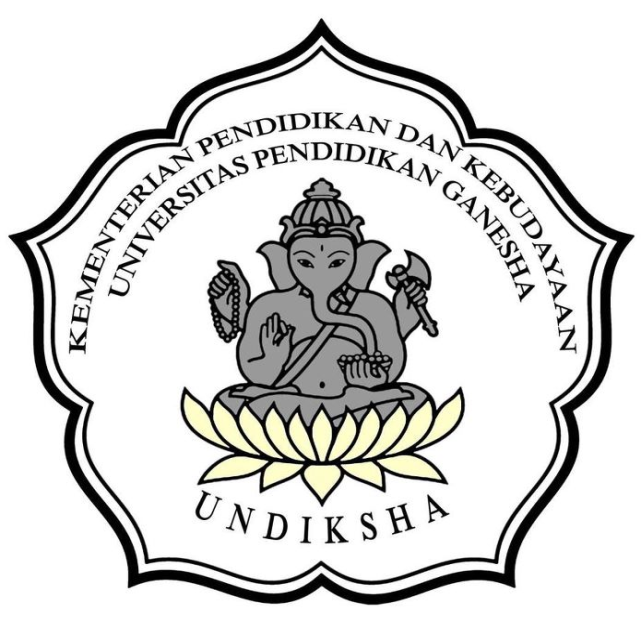 KEMENTERIAN PENDIDIKAN DAN KEBUDAYAAN
UNIVERSITAS PENDIDIKAN GANESHA
UNDIKSHA